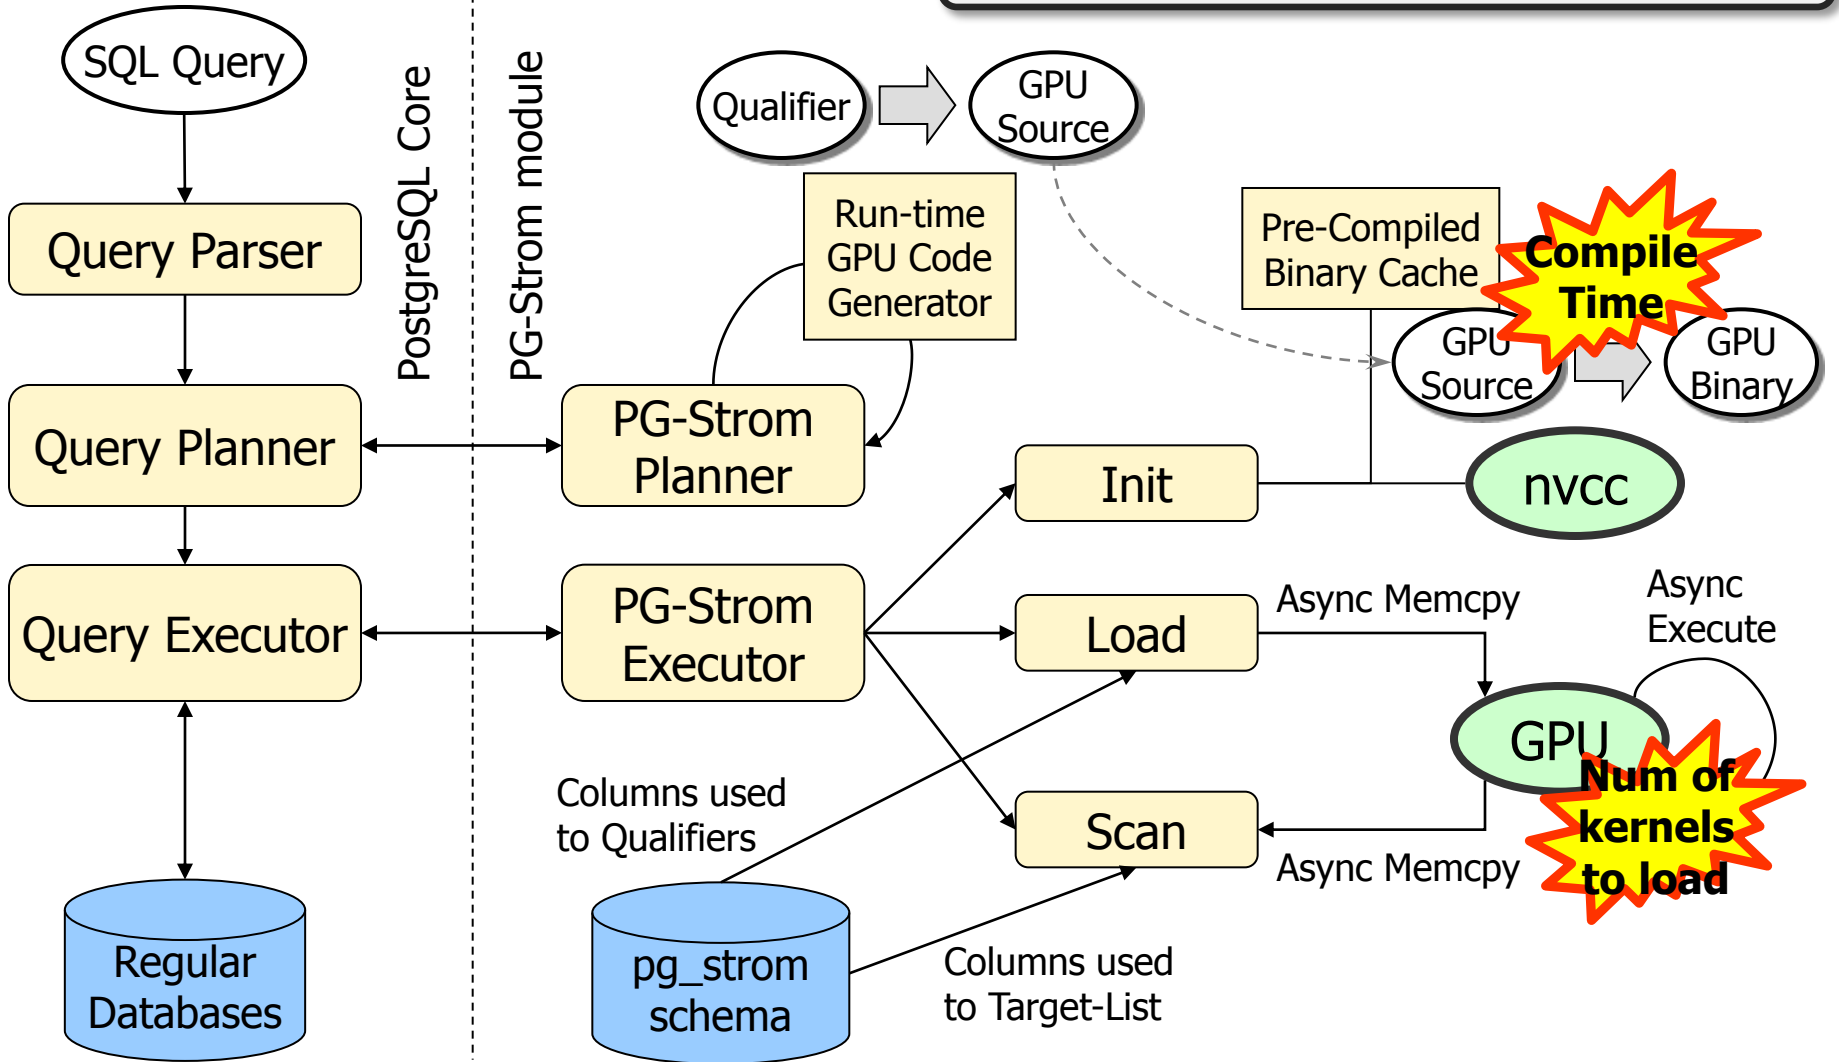 SQL Query
Query Parser
Query Planner
Query Executor
Regular
Databases
PostgreSQL Core
PG-Strom module
Qualifier
GPU
Source
Run-time
GPU Code
Generator
Pre-Compiled
Binary Cache
Compile
Time
GPU
Source
GPU
Binary
PG-Strom
Planner
Init
nvcc
PG-Strom
Executor
Load
Async Memcpy
Async
Execute
GPU
Num of
kernels
to load
Columns used
to Qualifiers
Scan
Async Memcpy
pg_strom
schema
Columns used
to Target-List